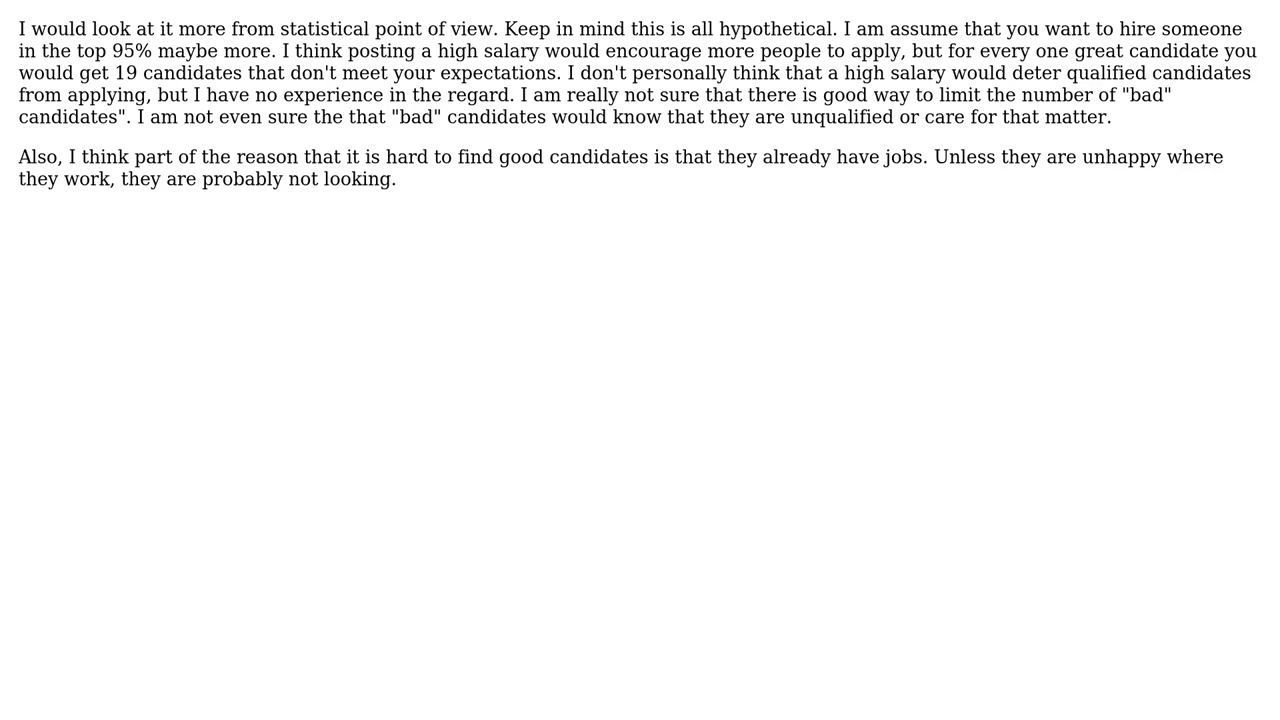 I would look at it more from statistical point of view. Keep in mind this is all hypothetical. I am assume that you want to hire someone
in the top 95% maybe more. I think posting a high salary would encourage more people to apply, but for every one great candidate you
would get 19 candidates that don't meet your expectations. I don't personally think that a high salary would deter qualified candidates
from applying, but I have no experience in the regard. I am really not sure that there is good way to limit the number of "bad"
candidates". I am not even sure the that "bad" candidates would know that they are unqualified or care for that matter.
Also, I think part of the reason that it is hard to find good candidates is that they already have jobs. Unless they are unhappy where
they work, they are probably not looking.